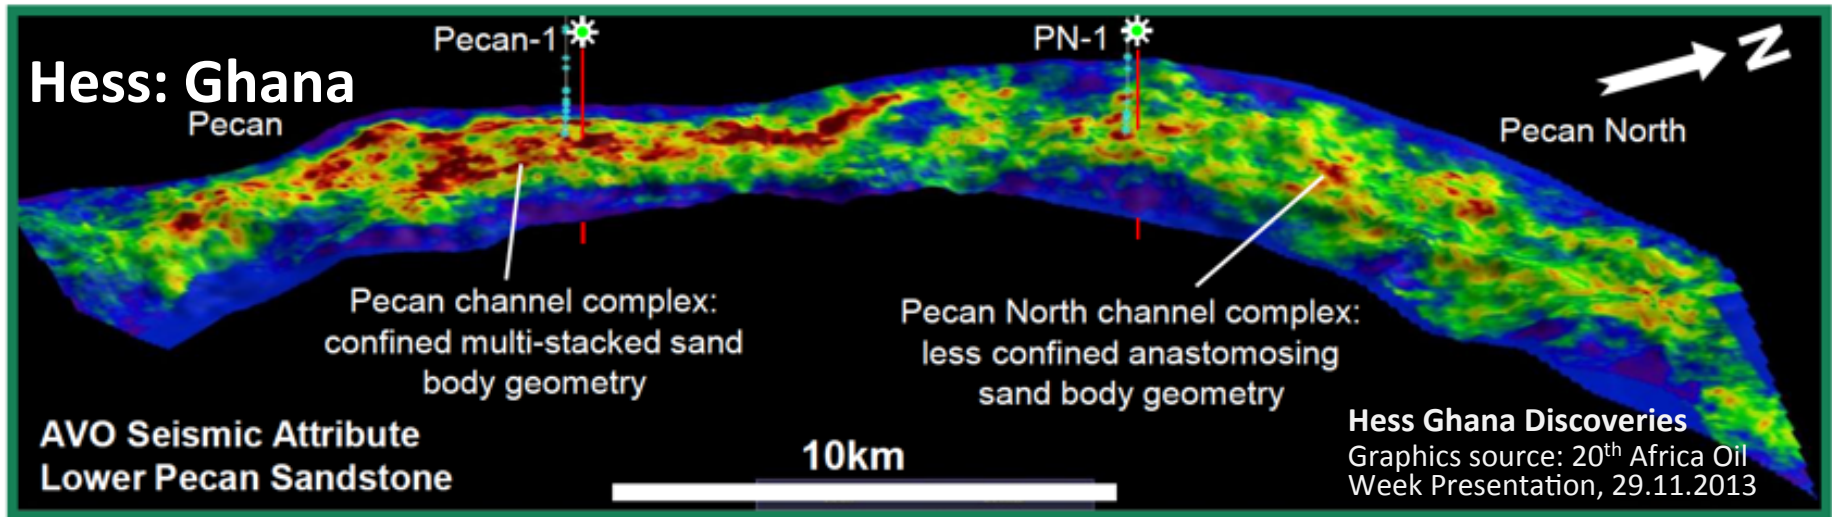 Hess: Ghana
Pecan-1
PN-1
N
Pecan
Pecan North
Pecan channel complex:
confined multi-stacked sand
body geometry
Pecan North channel complex:
less confined anastomosing
sand body geometry
AVO Seismic Attribute
Lower Pecan Sandstone
10km
Hess Ghana Discoveries
Graphics source: 20th Africa Oil
Week Presentation, 29.11.2013